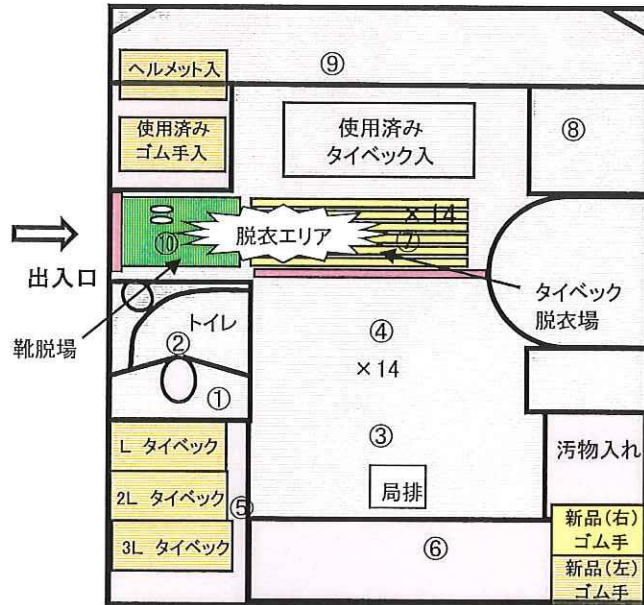 ⑨
ヘルメット入
使用済み
ゴム手入
使用済み
タイベック入
⑧
×14
⑩
脱衣エリア
⑦
出入口
靴脱場
トイレ
②
①
④
×14
タイベック
脱衣場
③
局排
L タイベック
2L タイベック
3L タイベック
⑤
⑥
汚物入れ
新品(右)
ゴム手
新品(左)
ゴム手